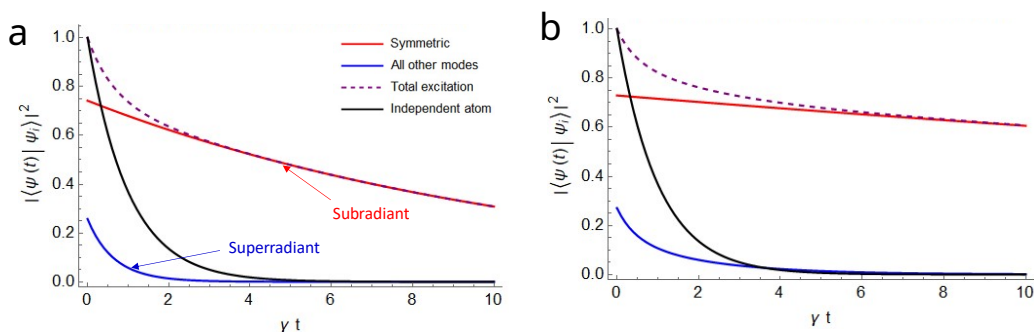 a
1.0
0.8
0.6
0.4
0.2
0.0
0
2
4
6
8
10
γ t
|⟨ψ(t)|ψᵢ⟩|²
Symmetric
All other modes
Total excitation
Independent atom
Subradiant
Superradiant
b
1.0
0.8
0.6
0.4
0.2
0.0
0
2
4
6
8
10
γ t
|⟨ψ(t)|ψᵢ⟩|²